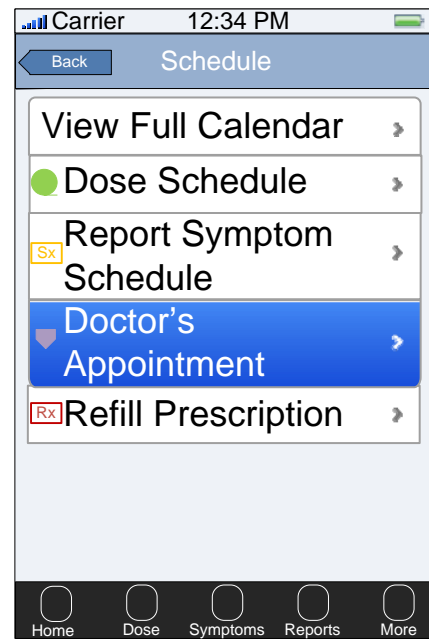 Carrier 12:34 PM
Back Schedule
View Full Calendar
Dose Schedule
Sx Report Symptom
Schedule
Doctor’s
Appointment
Rx Refill Prescription
Home Dose Symptoms Reports More